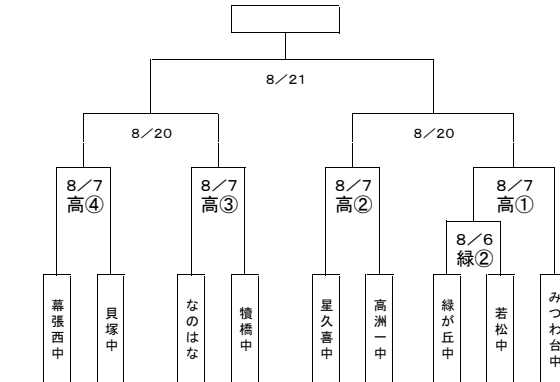 8／21
8／20
8／20
8／7
高④
8／7
高③
8／7
高②
8／7
高①
8／6
緑②
幕張西中
貝塚中
なのはな
犢橋中
星久喜中
高洲一中
緑が丘中
若松中
みつわ台中